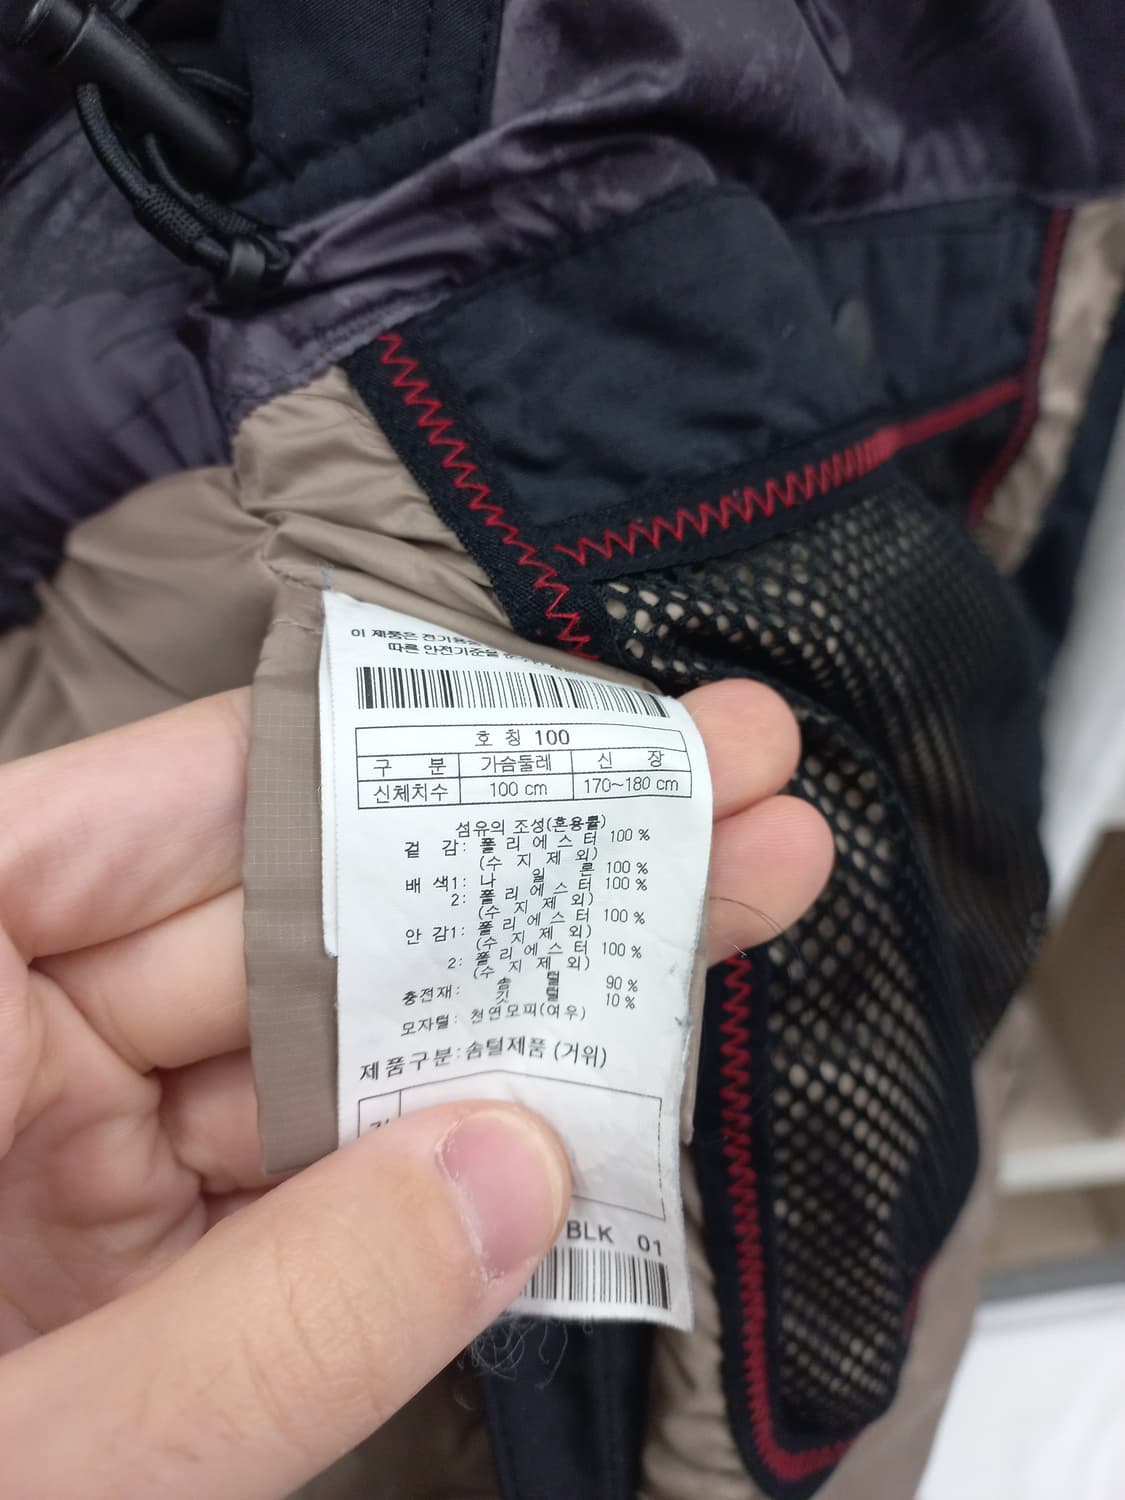 이 제품은 전기용
따른 안전기준을
호 칭 100
구 분 가슴둘레 신 장
신체치수 100 cm 170~180 cm
섬유의 조성(혼용률)
겉 감: 폴 리 에 스 터 100 %
(수 지 제 외)
배 색1: 나 일 론 100 %
2: 폴 리 에 스 터 100 %
(수 지 제 외)
안 감1: 폴 리 에 스 터 100 %
(수 지 제 외)
2: 폴 리 에 스 터 100 %
(수 지 제 외)
충전재: 솜 털 90 %
깃 털 10 %
모자털: 천연모피(여우)
제품구분:솜털제품 (거위)
BLK 01